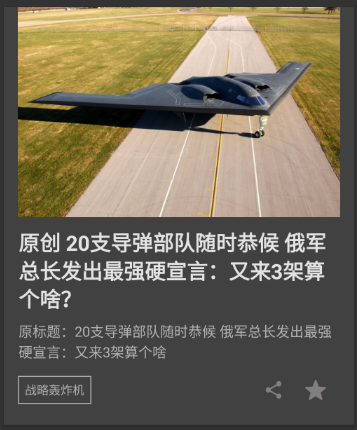 原创 20支导弹部队随时恭候 俄军
总长发出最强硬宣言：又来3架算
个啥？
原标题：20支导弹部队随时恭候 俄军总长发出最强
硬宣言：又来3架算个啥
战略轰炸机